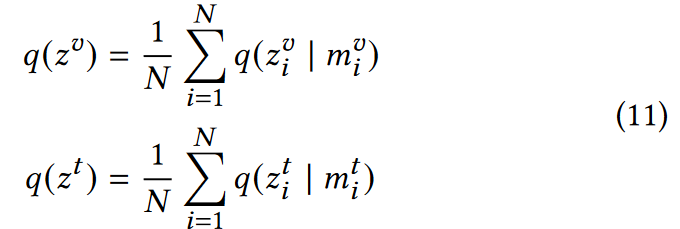 q(z^v) = \frac{1}{N} \sum_{i=1}^{N} q(z_i^v \mid m_i^v)
(11)
q(z^t) = \frac{1}{N} \sum_{i=1}^{N} q(z_i^t \mid m_i^t)